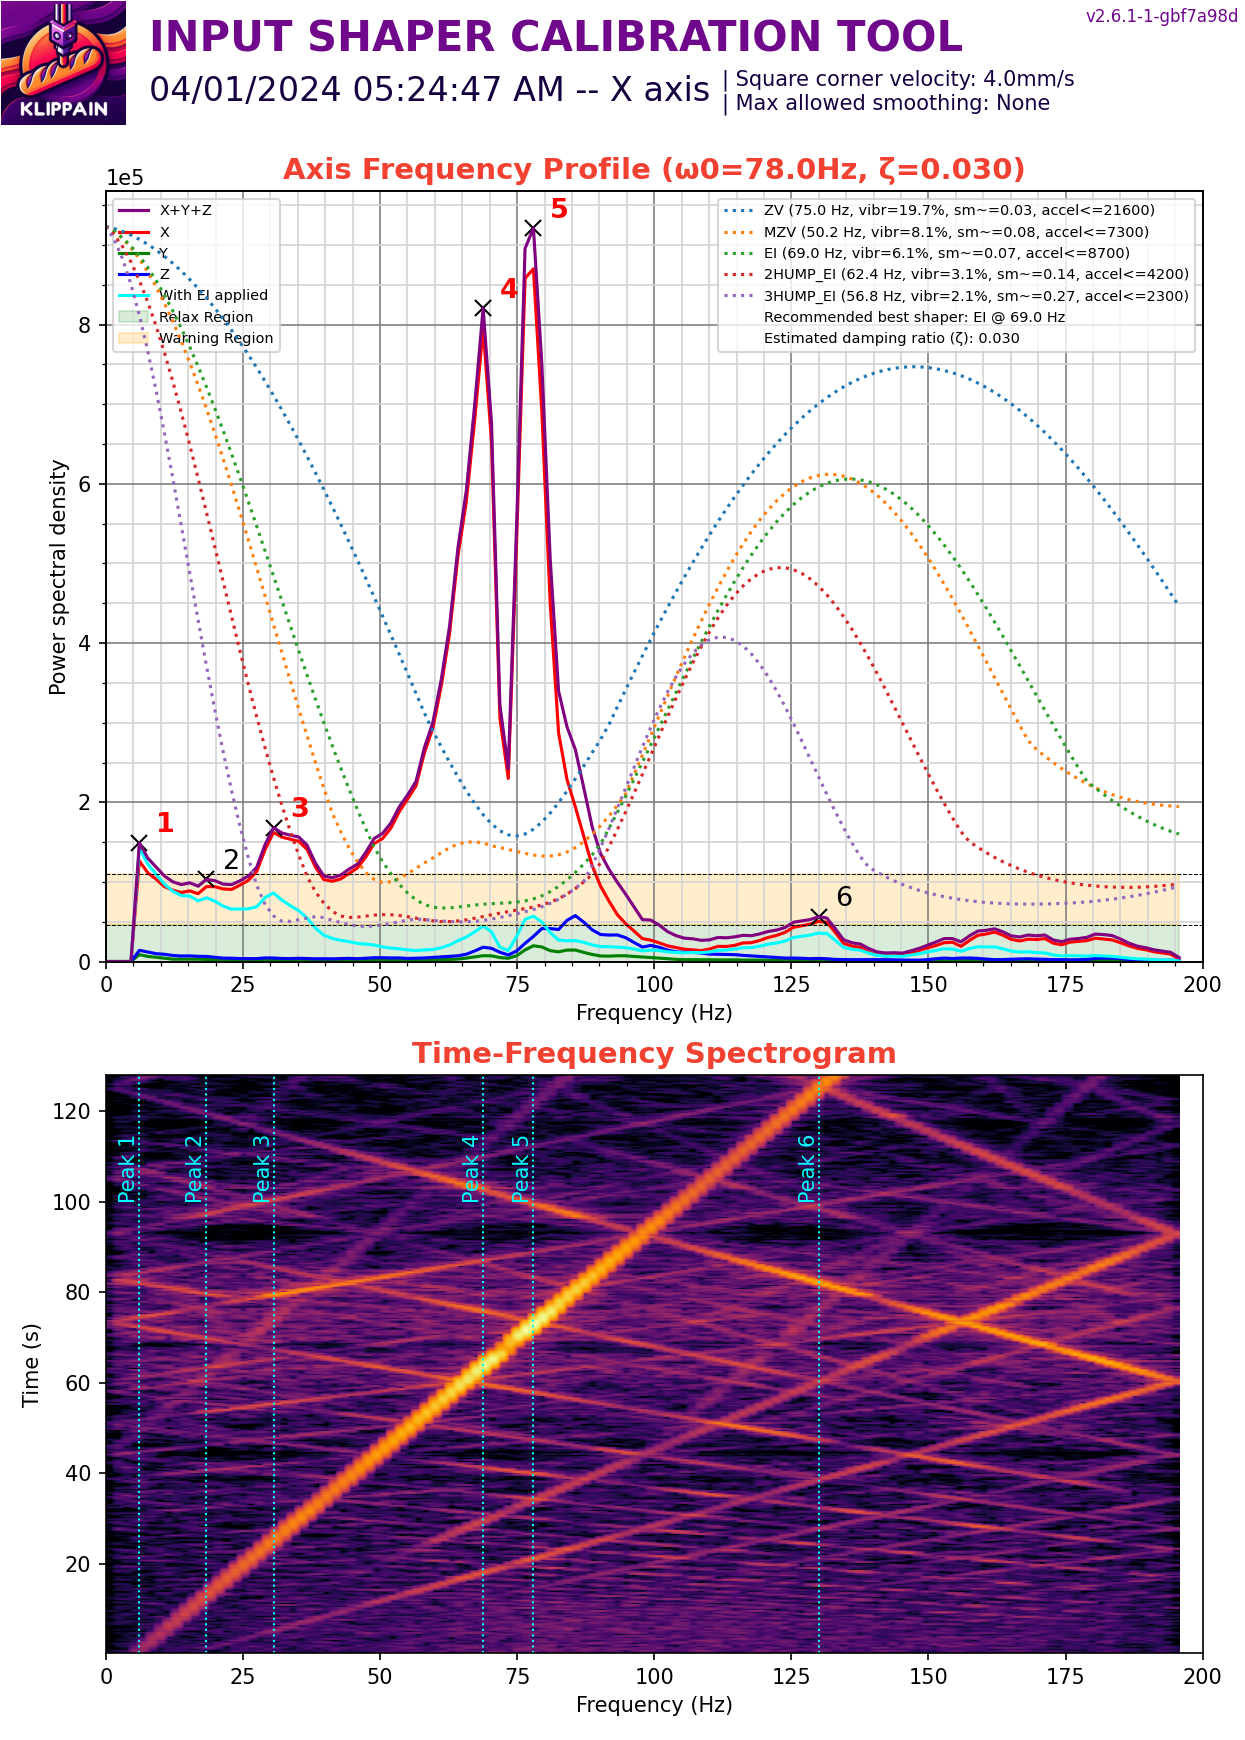 v2.6.1-1-gbf7a98d
INPUT SHAPER CALIBRATION TOOL
04/01/2024 05:24:47 AM -- X axis
| Square corner velocity: 4.0mm/s
| Max allowed smoothing: None
KLIPPAIN
Axis Frequency Profile (ω0=78.0Hz, ζ=0.030)
1e5
X+Y+Z
X
Y
Z
With EI applied
Relax Region
Warning Region
ZV (75.0 Hz, vibr=19.7%, sm~=0.03, accel<=21600)
MZV (50.2 Hz, vibr=8.1%, sm~=0.08, accel<=7300)
EI (69.0 Hz, vibr=6.1%, sm~=0.07, accel<=8700)
2HUMP_EI (62.4 Hz, vibr=3.1%, sm~=0.14, accel<=4200)
3HUMP_EI (56.8 Hz, vibr=2.1%, sm~=0.27, accel<=2300)
Recommended best shaper: EI @ 69.0 Hz
Estimated damping ratio (ζ): 0.030
5
4
1
3
2
6
Power spectral density
8
6
4
2
0
0 25 50 75 100 125 150 175 200
Frequency (Hz)
Time-Frequency Spectrogram
Peak 1
Peak 2
Peak 3
Peak 4
Peak 5
Peak 6
Time (s)
120
100
80
60
40
20
0 25 50 75 100 125 150 175 200
Frequency (Hz)